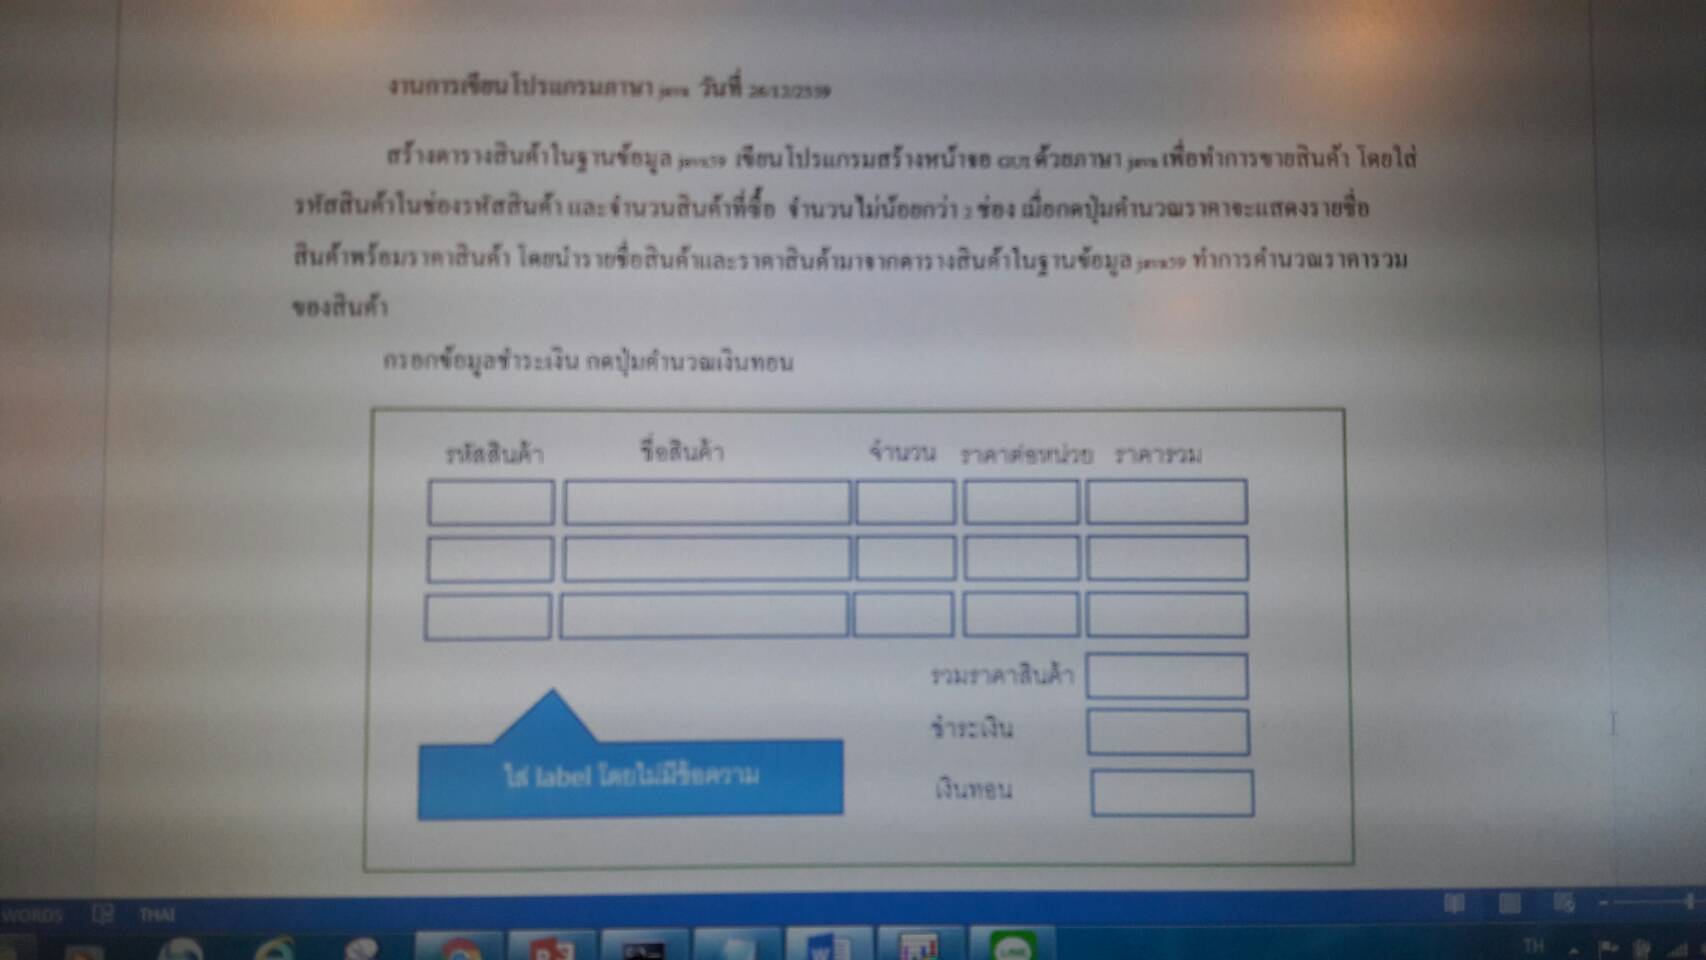 งานการเขียนโปรแกรมภาษา java วันที่ 26/12/2559
สร้างตารางสินค้าในฐานข้อมูล java59 เขียนโปรแกรมสร้างหน้าจอ GUI ด้วยภาษา java เพื่อทำการขายสินค้า โดยใส่
รหัสสินค้าในช่องรหัสสินค้า และจำนวนสินค้าที่ซื้อ จำนวนไม่น้อยกว่า 2 ช่อง เมื่อกดปุ่มคำนวณราคาจะแสดงรายชื่อ
สินค้าพร้อมราคาสินค้า โดยนำรายชื่อสินค้าและราคาสินค้ามาจากตารางสินค้าในฐานข้อมูล java59 ทำการคำนวณราคารวม
ของสินค้า
กรอกข้อมูลชำระเงิน กดปุ่มคำนวณเงินทอน
รหัสสินค้า ชื่อสินค้า จำนวน ราคาต่อหน่วย ราคารวม
รวมราคาสินค้า
ชำระเงิน
ใส่ label โดยไม่มีข้อความ
เงินทอน
WORDS THAI
TH